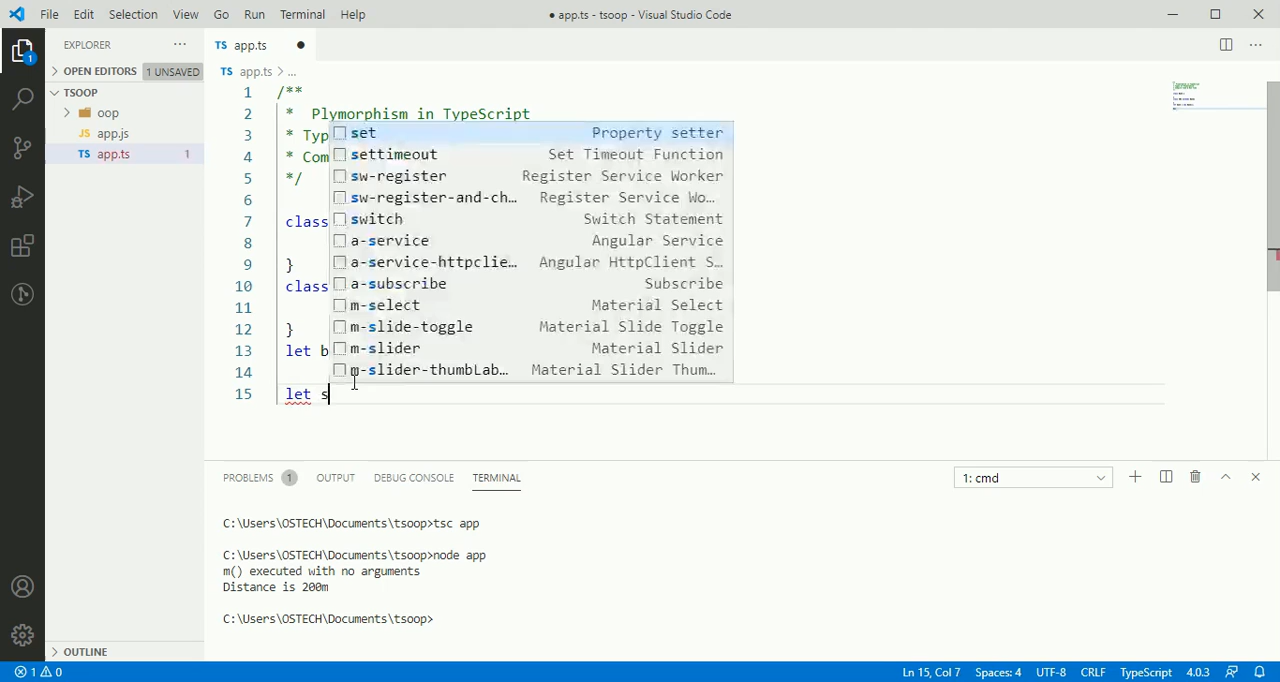 File Edit Selection View Go Run Terminal Help ● app.ts - tsoop - Visual Studio Code
EXPLORER ··· TS app.ts ●
OPEN EDITORS 1 UNSAVED
TS app.ts > ...
TSOOP
oop
JS app.js
TS app.ts 1
1 /**
2 * Plymorphism in TypeScript
3 * Typ
4 * Com
5 */
6
7 class
8
9 }
10 class
11
12 }
13 let b
14
15 let s
set Property setter
settimeout Set Timeout Function
sw-register Register Service Worker
sw-register-and-ch… Register Service Wo…
switch Switch Statement
a-service Angular Service
a-service-httpclie… Angular HttpClient S…
a-subscribe Subscribe
m-select Material Select
m-slide-toggle Material Slide Toggle
m-slider Material Slider
m-slider-thumbLab… Material Slider Thum…
PROBLEMS 1 OUTPUT DEBUG CONSOLE TERMINAL 1: cmd
C:\Users\OSTECH\Documents\tsoop>tsc app
C:\Users\OSTECH\Documents\tsoop>node app
m() executed with no arguments
Distance is 200m
C:\Users\OSTECH\Documents\tsoop>
OUTLINE
1 0 Ln 15, Col 7 Spaces: 4 UTF-8 CRLF TypeScript 4.0.3